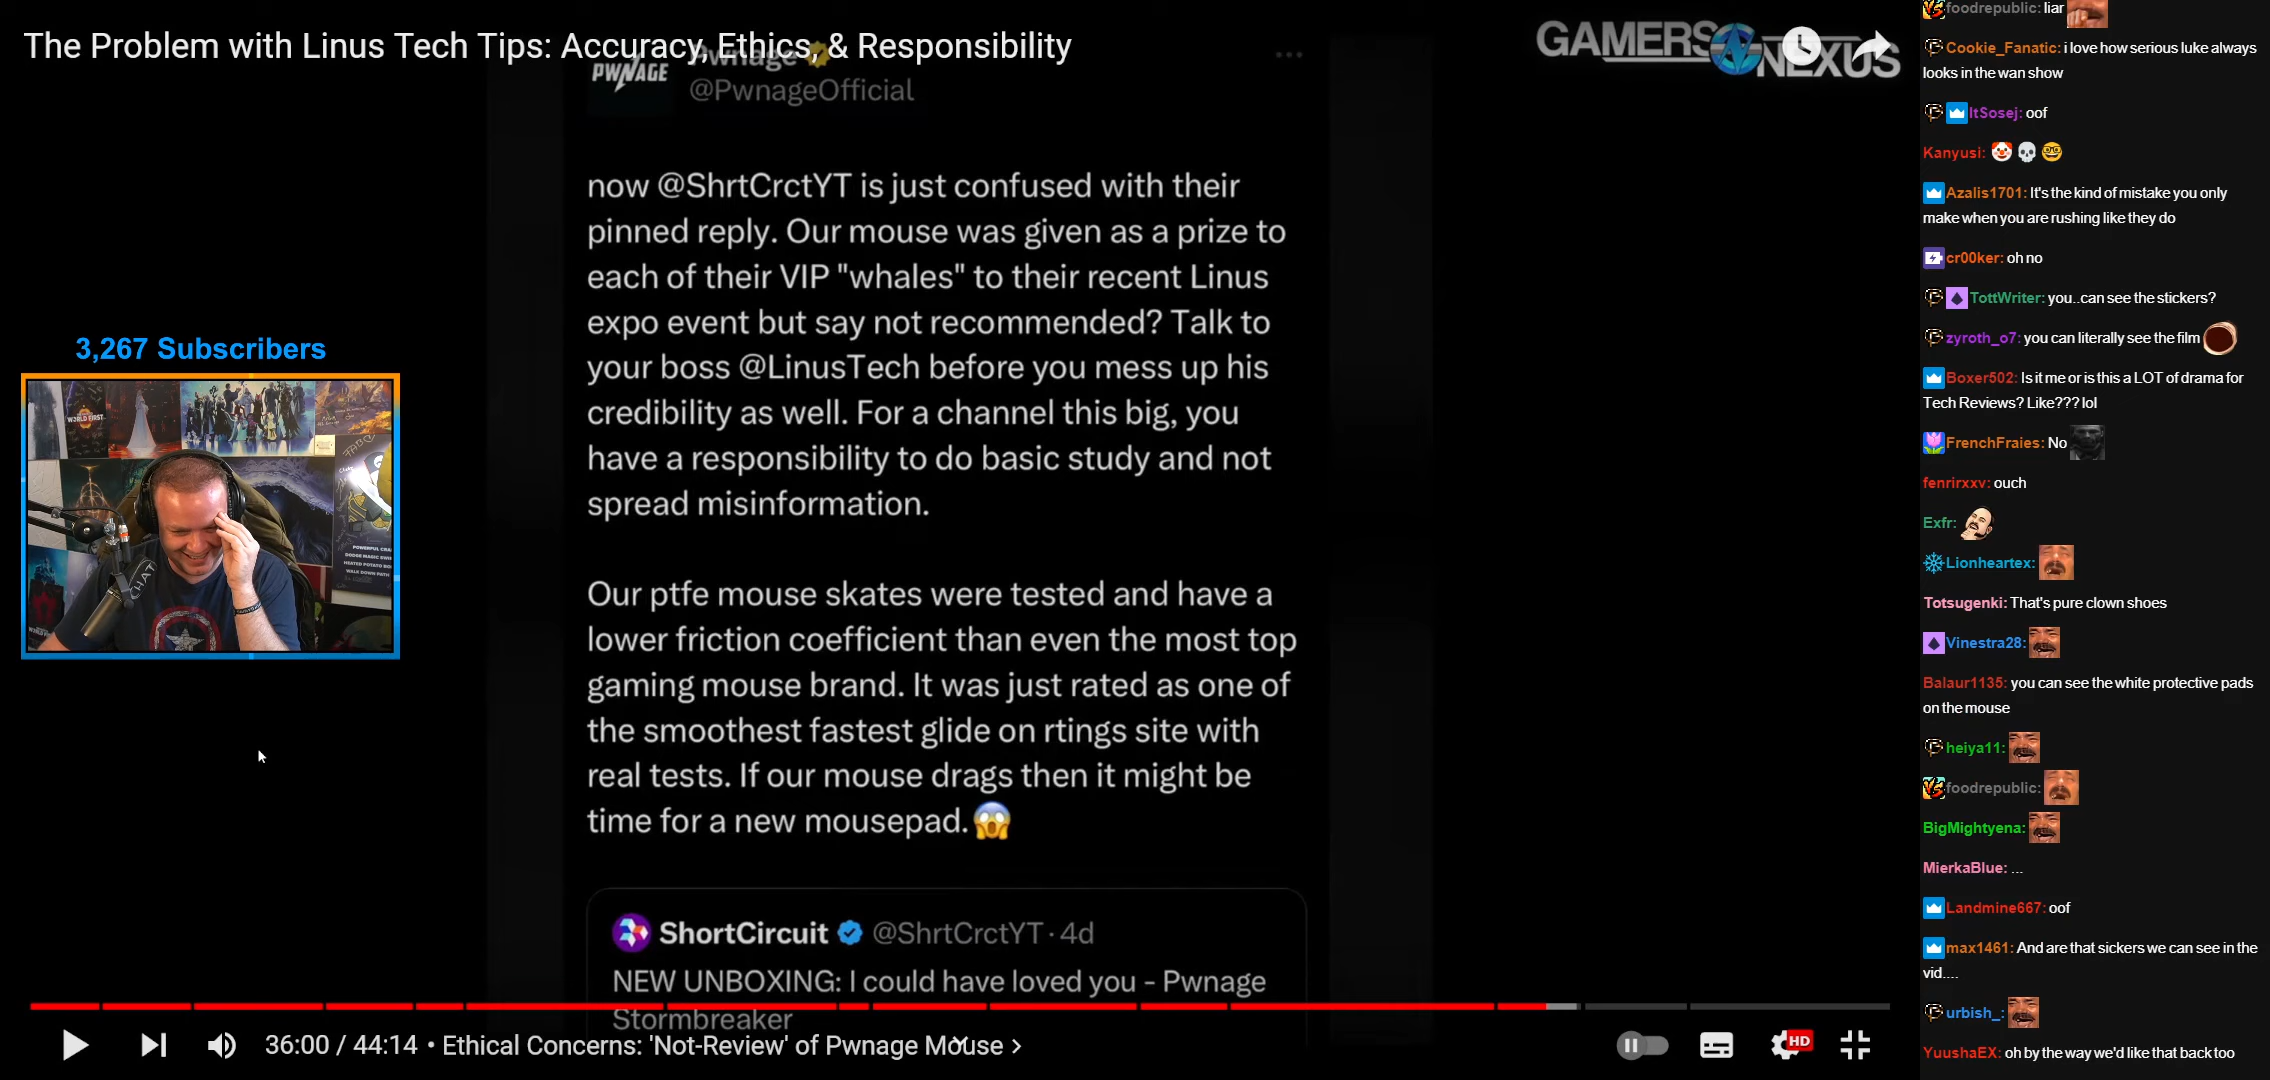 The Problem with Linus Tech Tips: Accuracy, Ethics, & Responsibility
GAMERS NEXUS
PWNAGE
Pwnage
@PwnageOfficial
now @ShrtCrctYT is just confused with their
pinned reply. Our mouse was given as a prize to
each of their VIP "whales" to their recent Linus
expo event but say not recommended? Talk to
your boss @LinusTech before you mess up his
credibility as well. For a channel this big, you
have a responsibility to do basic study and not
spread misinformation.
Our ptfe mouse skates were tested and have a
lower friction coefficient than even the most top
gaming mouse brand. It was just rated as one of
the smoothest fastest glide on rtings site with
real tests. If our mouse drags then it might be
time for a new mousepad.😱
ShortCircuit @ShrtCrctYT · 4d
NEW UNBOXING: I could have loved you - Pwnage
Stormbreaker
36:00 / 44:14 • Ethical Concerns: 'Not-Review' of Pwnage Mouse >
HD
3,267 Subscribers
WORLD FIRST
CHAT
POWERFUL
HEATED POTATO
WALK DOWN PATH
foodrepublic: liar
Cookie_Fanatic: i love how serious luke always
looks in the wan show
ItSosej: oof
Kanyusi: 🤡💀🤓
Azalis1701: It's the kind of mistake you only
make when you are rushing like they do
cr00ker: oh no
TottWriter: you..can see the stickers?
zyroth_o7: you can literally see the film
Boxer502: Is it me or is this a LOT of drama for
Tech Reviews? Like??? lol
FrenchFraies: No
fenrirxxv: ouch
Exfr:
Lionheartex:
Totsugenki: That's pure clown shoes
Vinestra28:
Balaur1135: you can see the white protective pads
on the mouse
heiya11:
foodrepublic:
BigMightyena:
MierkaBlue: ...
Landmine667: oof
max1461: And are that sickers we can see in the
vid....
urbish_:
YuushaEX: oh by the way we'd like that back too